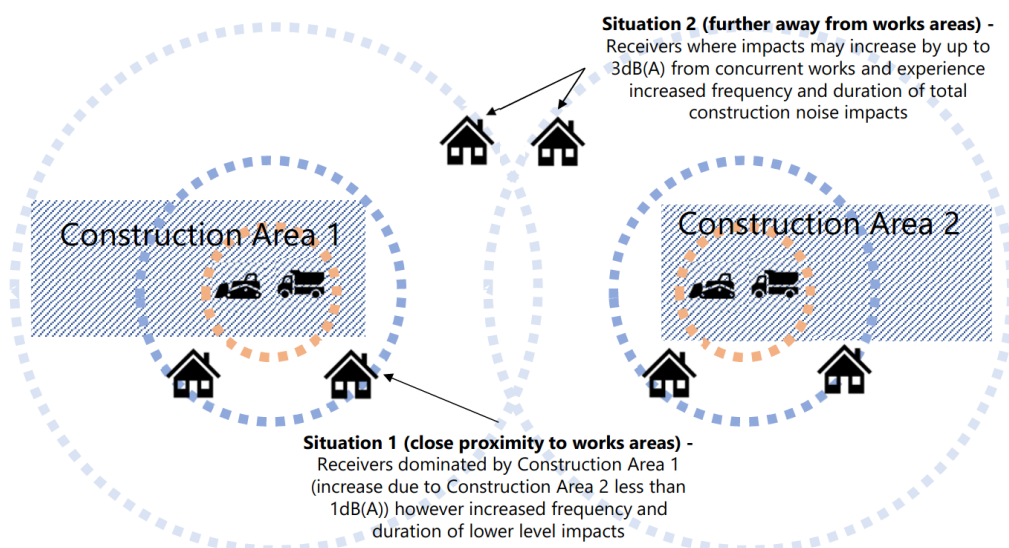 Situation 2 (further away from works areas) -
Receivers where impacts may increase by up to
3dB(A) from concurrent works and experience
increased frequency and duration of total
construction noise impacts
Construction Area 1
Construction Area 2
Situation 1 (close proximity to works areas) -
Receivers dominated by Construction Area 1
(increase due to Construction Area 2 less than
1dB(A)) however increased frequency and
duration of lower level impacts